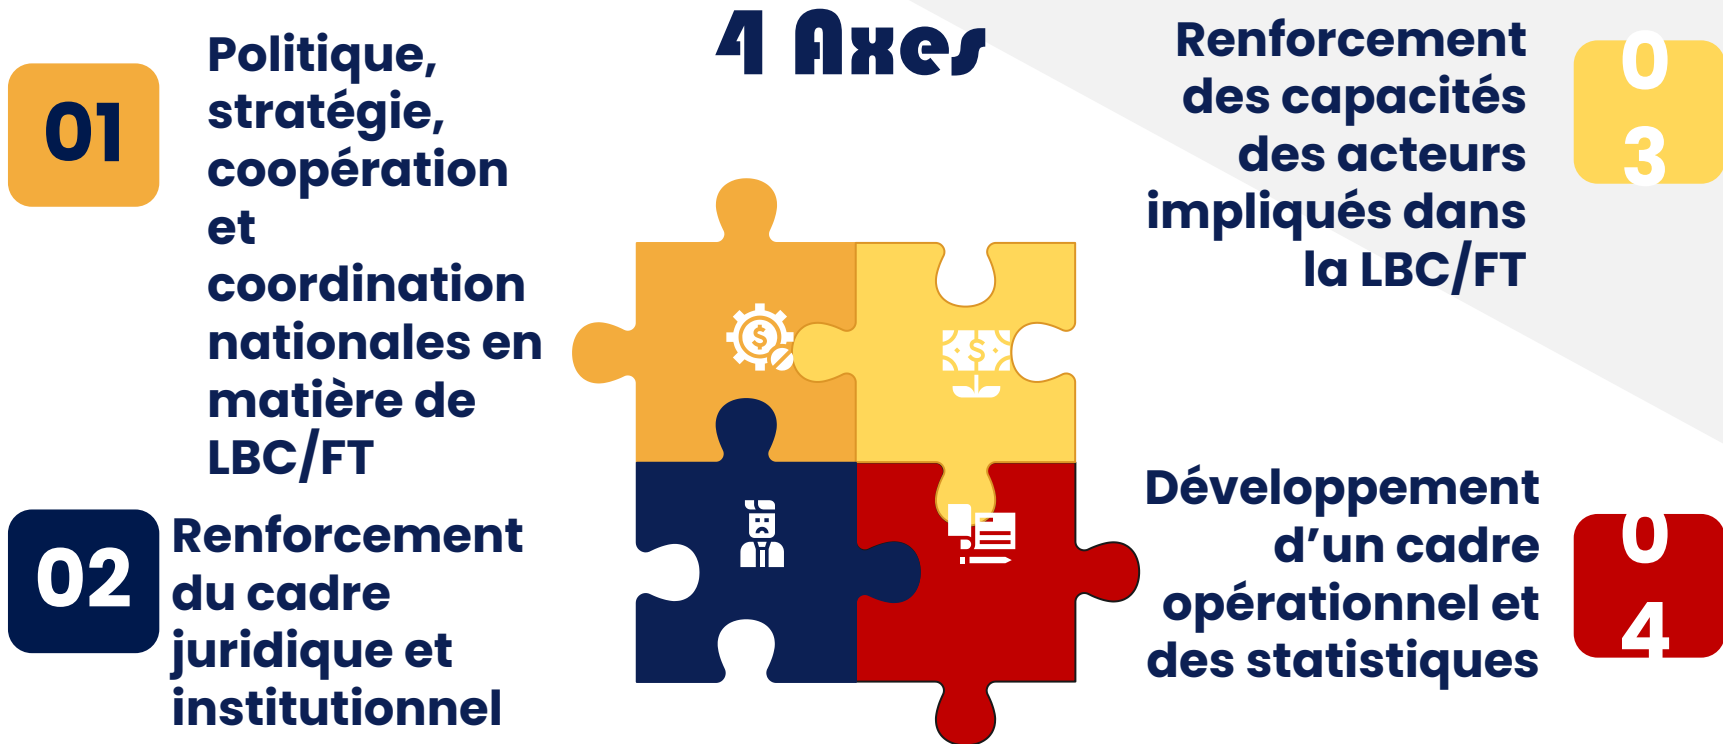 4 Axes
01
Politique,
stratégie,
coopération
et
coordination
nationales en
matière de
LBC/FT
02
Renforcement
du cadre
juridique et
institutionnel
0
3
Renforcement
des capacités
des acteurs
impliqués dans
la LBC/FT
0
4
Développement
d’un cadre
opérationnel et
des statistiques
$
$